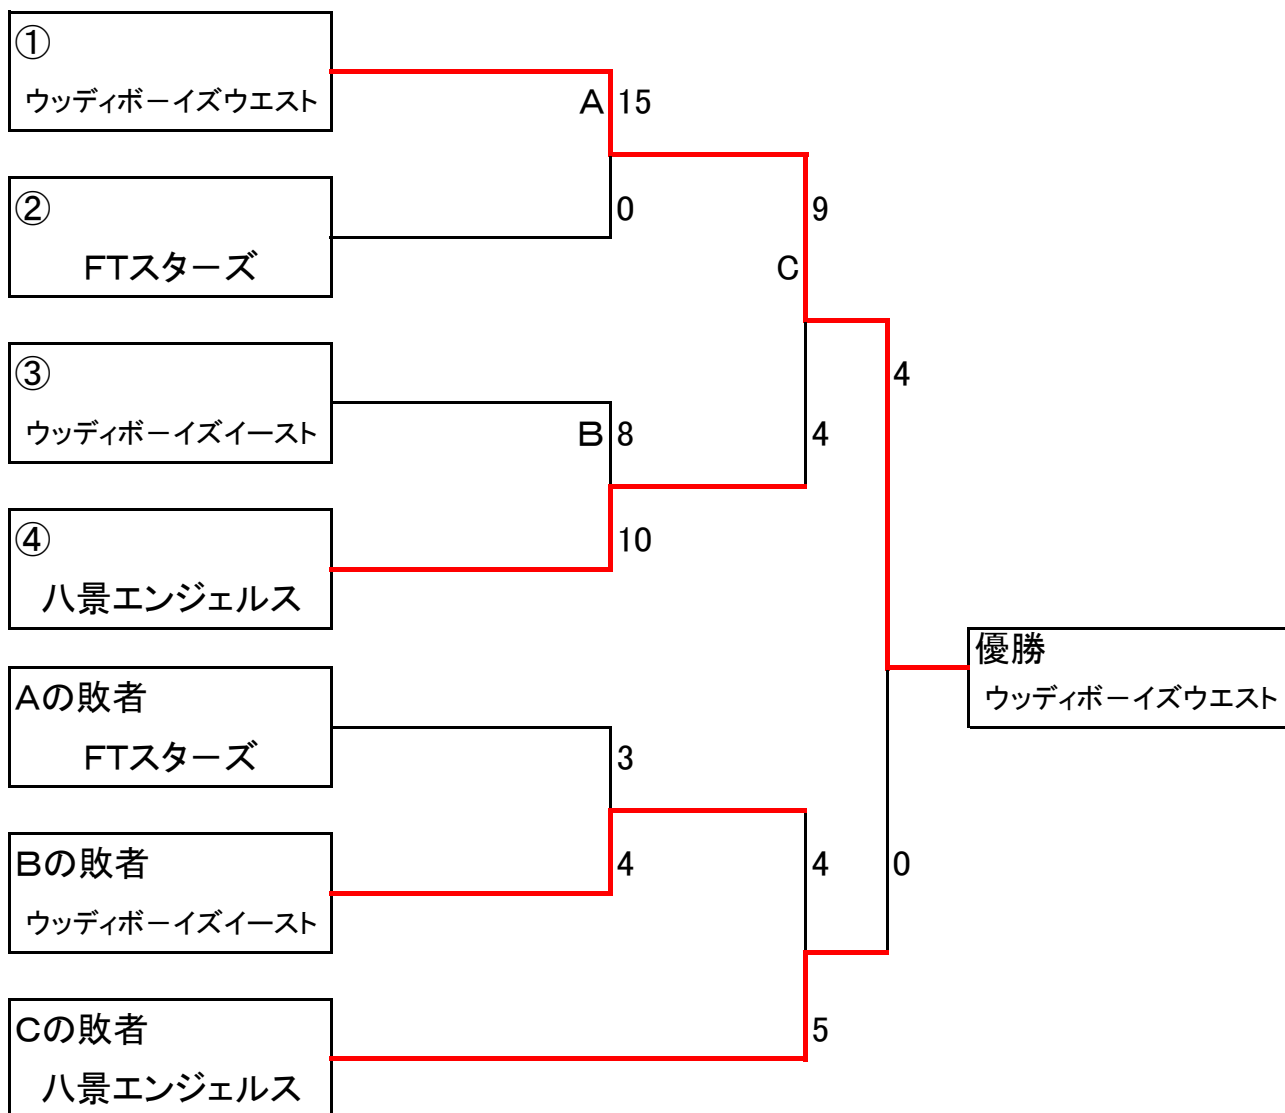 ①
ウッディボーイズウエスト
A 15
0
②
FTスターズ
9
C
③
ウッディボーイズイースト
B 8
4
4
④
八景エンジェルス
10
優勝
ウッディボーイズウエスト
Aの敗者
FTスターズ
3
Bの敗者
ウッディボーイズイースト
4
4
0
Cの敗者
八景エンジェルス
5